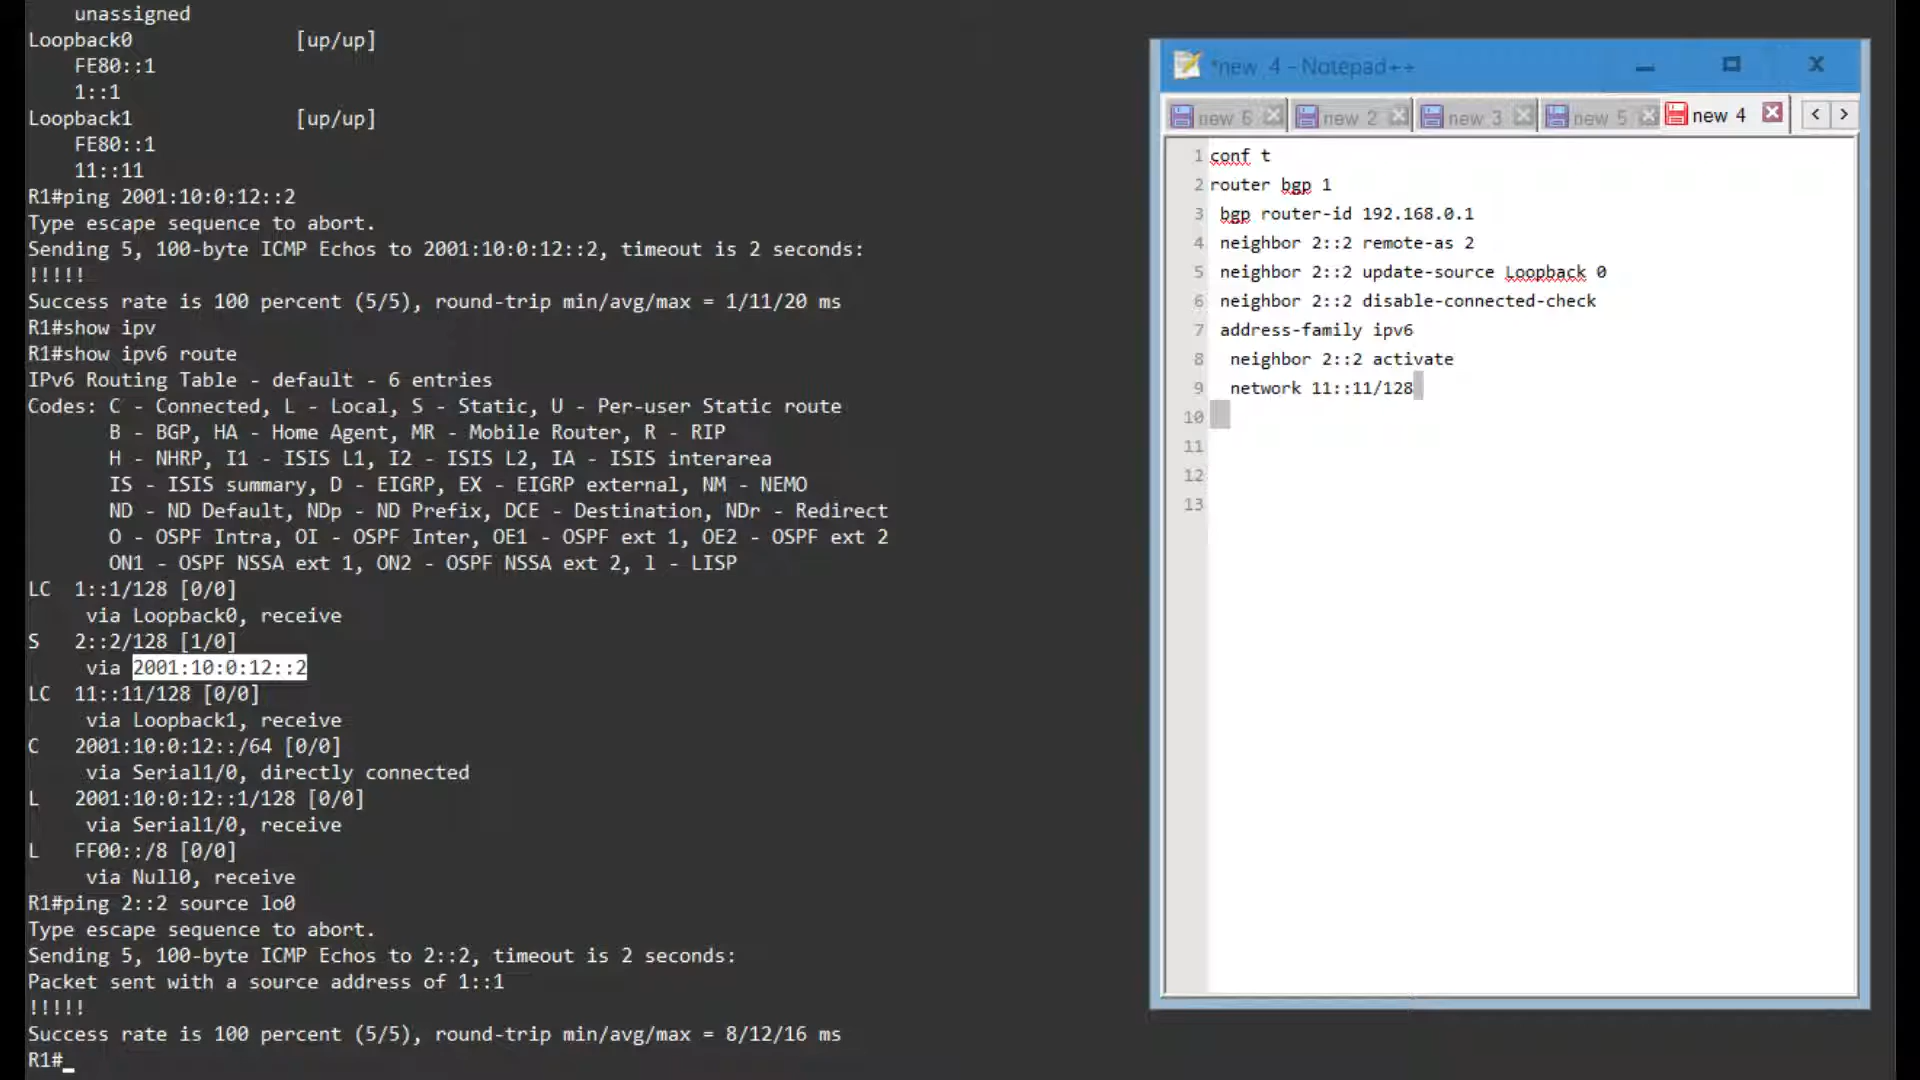 unassigned
Loopback0              [up/up]
    FE80::1
    1::1
Loopback1              [up/up]
    FE80::1
    11::11
R1#ping 2001:10:0:12::2
Type escape sequence to abort.
Sending 5, 100-byte ICMP Echos to 2001:10:0:12::2, timeout is 2 seconds:
!!!!!
Success rate is 100 percent (5/5), round-trip min/avg/max = 1/11/20 ms
R1#show ipv
R1#show ipv6 route
IPv6 Routing Table - default - 6 entries
Codes: C - Connected, L - Local, S - Static, U - Per-user Static route
       B - BGP, HA - Home Agent, MR - Mobile Router, R - RIP
       H - NHRP, I1 - ISIS L1, I2 - ISIS L2, IA - ISIS interarea
       IS - ISIS summary, D - EIGRP, EX - EIGRP external, NM - NEMO
       ND - ND Default, NDp - ND Prefix, DCE - Destination, NDr - Redirect
       O - OSPF Intra, OI - OSPF Inter, OE1 - OSPF ext 1, OE2 - OSPF ext 2
       ON1 - OSPF NSSA ext 1, ON2 - OSPF NSSA ext 2, l - LISP
LC  1::1/128 [0/0]
     via Loopback0, receive
S   2::2/128 [1/0]
     via 2001:10:0:12::2
LC  11::11/128 [0/0]
     via Loopback1, receive
C   2001:10:0:12::/64 [0/0]
     via Serial1/0, directly connected
L   2001:10:0:12::1/128 [0/0]
     via Serial1/0, receive
L   FF00::/8 [0/0]
     via Null0, receive
R1#ping 2::2 source lo0
Type escape sequence to abort.
Sending 5, 100-byte ICMP Echos to 2::2, timeout is 2 seconds:
Packet sent with a source address of 1::1
!!!!!
Success rate is 100 percent (5/5), round-trip min/avg/max = 8/12/16 ms
R1#_
*new 4 - Notepad++
new 6 new 2 new 3 new 5 new 4
1 conf t
2 router bgp 1
3  bgp router-id 192.168.0.1
4  neighbor 2::2 remote-as 2
5  neighbor 2::2 update-source Loopback 0
6  neighbor 2::2 disable-connected-check
7  address-family ipv6
8   neighbor 2::2 activate
9   network 11::11/128
10
11
12
13